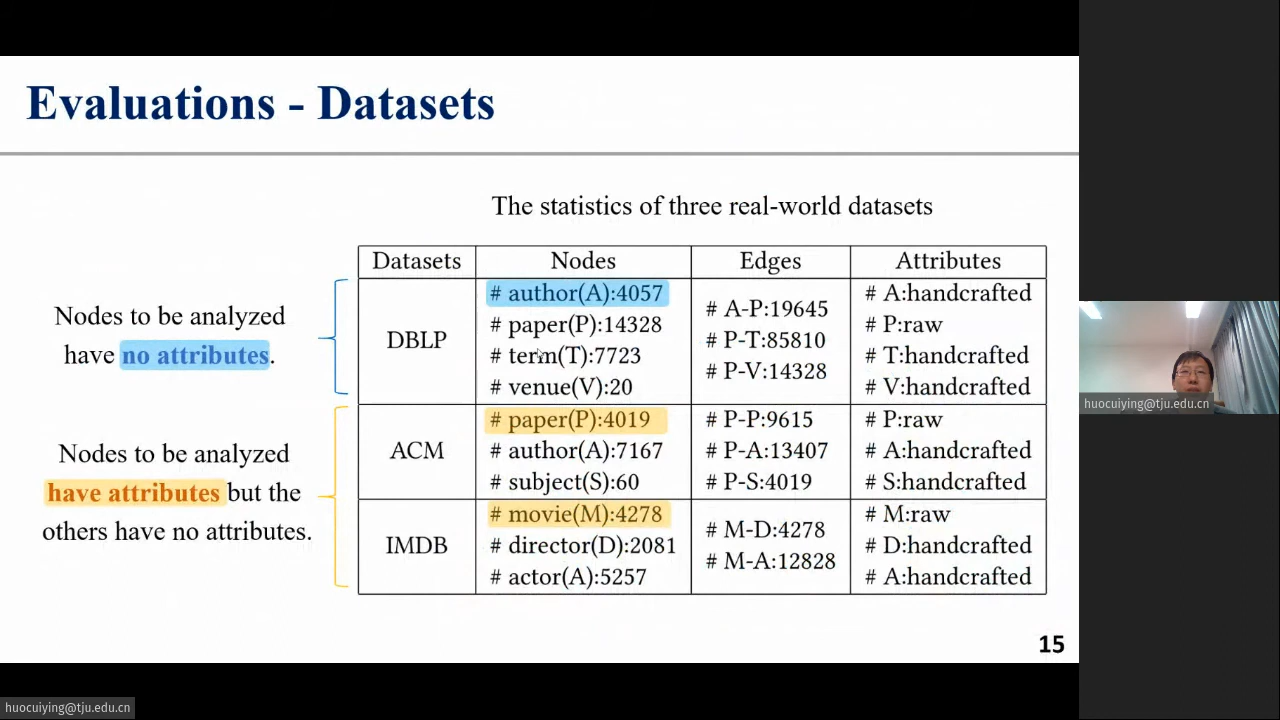 Evaluations - Datasets
The statistics of three real-world datasets
Nodes to be analyzed
have no attributes.
Nodes to be analyzed
have attributes but the
others have no attributes.
Datasets Nodes Edges Attributes
DBLP
# author(A):4057
# paper(P):14328
# term(T):7723
# venue(V):20
# A-P:19645
# P-T:85810
# P-V:14328
# A:handcrafted
# P:raw
# T:handcrafted
# V:handcrafted
ACM
# paper(P):4019
# author(A):7167
# subject(S):60
# P-P:9615
# P-A:13407
# P-S:4019
# P:raw
# A:handcrafted
# S:handcrafted
IMDB
# movie(M):4278
# director(D):2081
# actor(A):5257
# M-D:4278
# M-A:12828
# M:raw
# D:handcrafted
# A:handcrafted
15
huocuiying@tju.edu.cn
huocuiying@tju.edu.cn